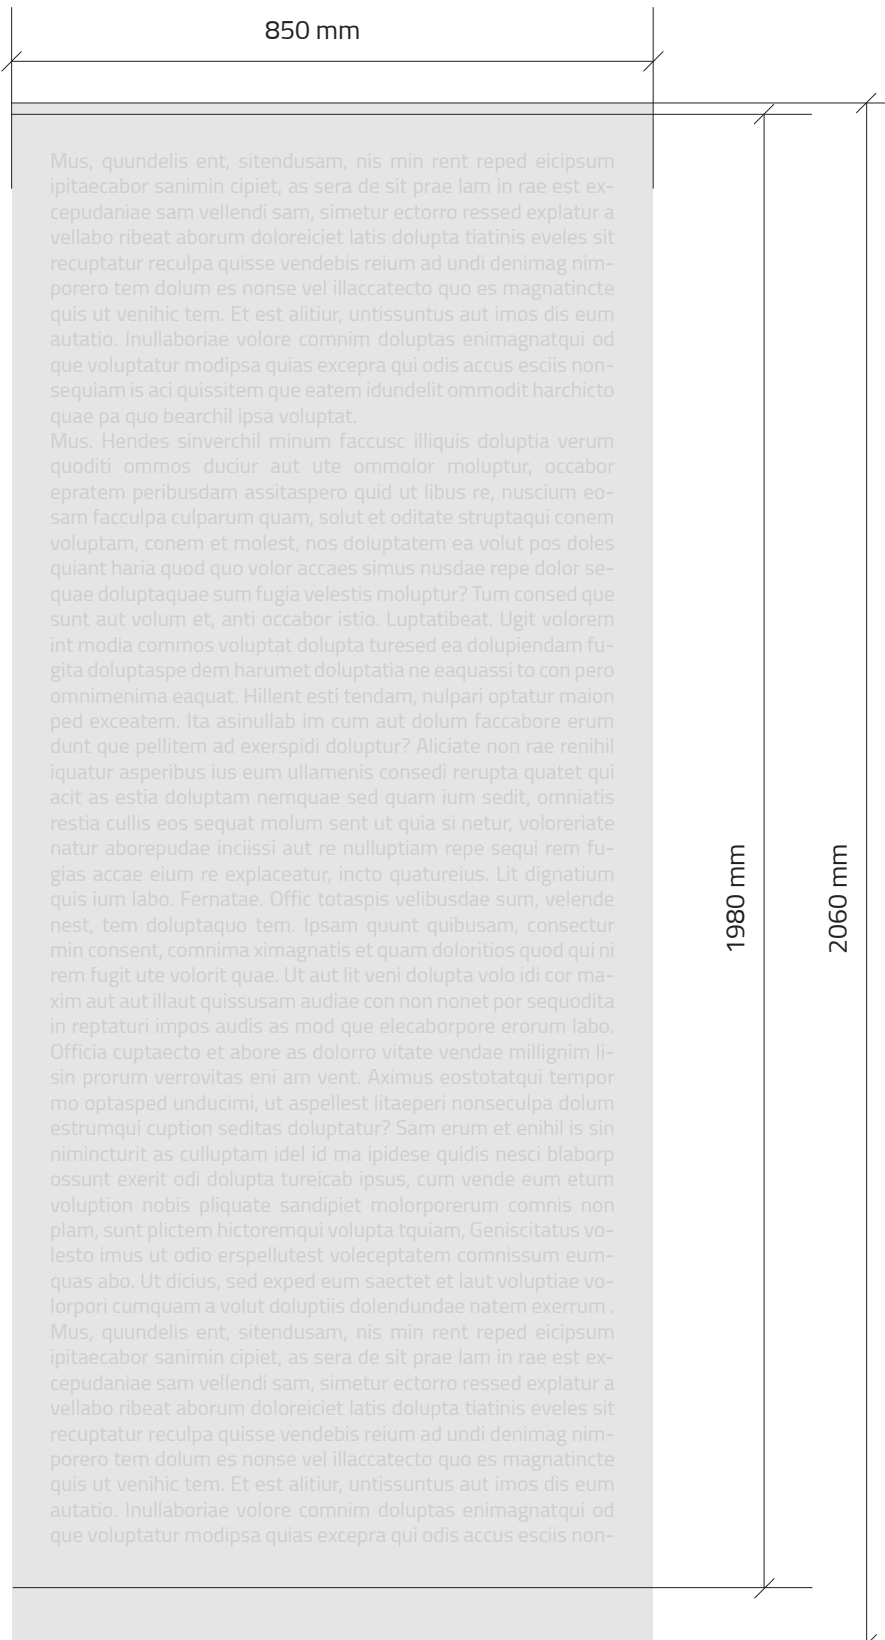 850 mm
Mus, quundelis ent, sitendusam, nis min rent reped eicipsum
ipitaecabor sanimin cipiet, as sera de sit prae lam in rae est ex-
cepudaniae sam vellendi sam, simetur ectorro ressed explatur a
vellabo ribeat aborum doloreiciet latis dolupta tiatinis eveles sit
recuptatur reculpa quisse vendebis reium ad undi denimag nim-
porero tem dolum es nonse vel illaccatecto quo es magnatincte
quis ut venihic tem. Et est alitiur, untissuntus aut imos dis eum
autatio. Inullaboriae volore comnim doluptas enimagnatqui od
que voluptatur modipsa quias excepra qui odis accus esciis non-
sequiam is aci quissitem que eatem idundelit ommodit harchicto
quae pa quo bearchil ipsa voluptat.
Mus. Hendes sinverchil minum faccusc illiquis doluptia verum
quoditi ommos duciur aut ute ommolor moluptur, occabor
epratem peribusdam assitaspero quid ut libus re, nuscium eo-
sam facculpa culparum quam, solut et oditate struptaqui conem
voluptam, conem et molest, nos doluptatem ea volut pos doles
quiant haria quod quo volor accaes simus nusdae repe dolor se-
quae doluptaquae sum fugia velestis moluptur? Tum consed que
sunt aut volum et, anti occabor istio. Luptatibeat. Ugit volorem
int modia commos voluptat dolupta turesed ea dolupiendam fu-
gita doluptaspe dem harumet doluptatia ne eaquassi to con pero
omnimenima eaquat. Hillent esti tendam, nulpari optatur maion
ped exceatem. Ita asinullab im cum aut dolum faccabore erum
dunt que pellitem ad exerspidi doluptur? Aliciate non rae renihil
iquatur asperibus ius eum ullamenis consedi rerupta quatet qui
acit as estia doluptam nemquae sed quam ium sedit, omniatis
restia cullis eos sequat molum sent ut quia si netur, voloreriate
natur aborepudae inciissi aut re nulluptiam repe sequi rem fu-
gias accae eium re explaceatur, incto quatureius. Lit dignatium
quis ium labo. Fernatae. Offic totaspis velibusdae sum, velende
nest, tem doluptaquo tem. Ipsam quunt quibusam, consectur
min consent, comnima ximagnatis et quam doloritios quod qui ni
rem fugit ute volorit quae. Ut aut lit veni dolupta volo idi cor ma-
xim aut aut illaut quissusam audiae con non nonet por sequodita
in reptaturi impos audis as mod que elecaborpore erorum labo.
Officia cuptaecto et abore as dolorro vitate vendae millignim li-
sin prorum verrovitas eni am vent. Aximus eostotatqui tempor
mo optasped unducimi, ut aspellest litaeperi nonseculpa dolum
estrumqui cuption seditas doluptatur? Sam erum et enihil is sin
nimincturit as culluptam idel id ma ipidese quidis nesci blaborp
ossunt exerit odi dolupta tureicab ipsus, cum vende eum etum
voluption nobis pliquate sandipiet molorporerum comnis non
plam, sunt plictem hictoremqui volupta tquiam, Geniscitatus vo-
lesto imus ut odio erspellutest voleceptatem comnissum eum-
quas abo. Ut dicius, sed exped eum saectet et laut voluptiae vo-
lorpori cumquam a volut doluptiis dolendundae natem exerrum .
Mus, quundelis ent, sitendusam, nis min rent reped eicipsum
ipitaecabor sanimin cipiet, as sera de sit prae lam in rae est ex-
cepudaniae sam vellendi sam, simetur ectorro ressed explatur a
vellabo ribeat aborum doloreiciet latis dolupta tiatinis eveles sit
recuptatur reculpa quisse vendebis reium ad undi denimag nim-
porero tem dolum es nonse vel illaccatecto quo es magnatincte
quis ut venihic tem. Et est alitiur, untissuntus aut imos dis eum
autatio. Inullaboriae volore comnim doluptas enimagnatqui od
que voluptatur modipsa quias excepra qui odis accus esciis non-
1980 mm
2060 mm